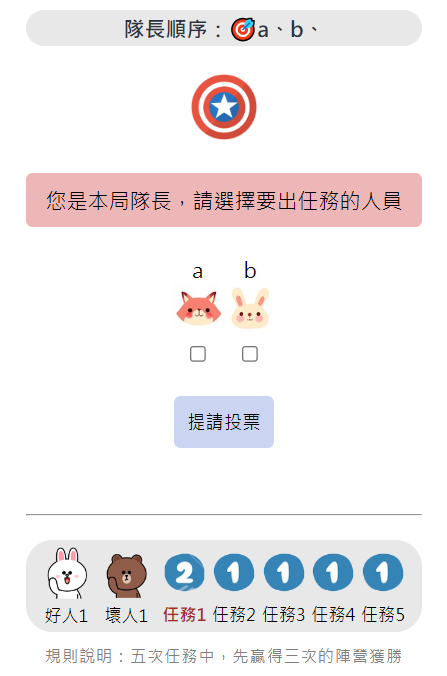 隊長順序：a、b、
您是本局隊長，請選擇要出任務的人員
a b
提請投票
2 1 1 1 1
好人1 壞人1 任務1 任務2 任務3 任務4 任務5
規則說明：五次任務中，先贏得三次的陣營獲勝